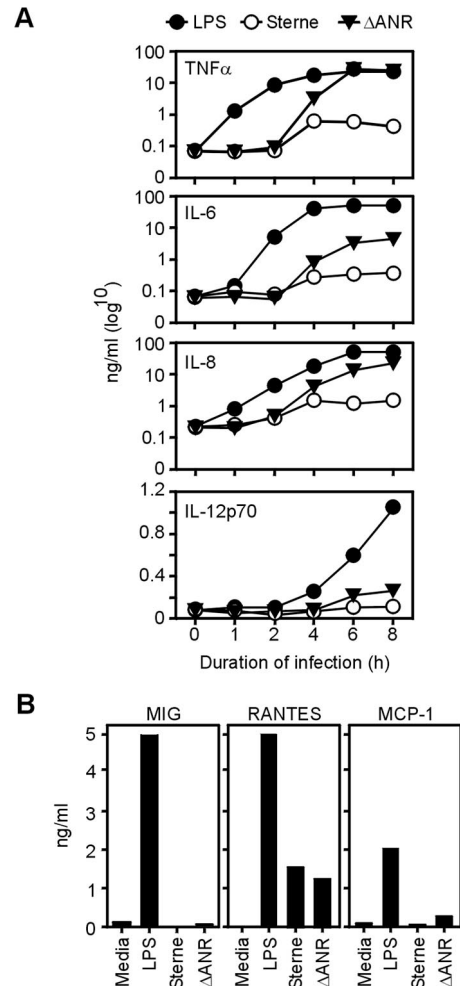 A
LPS Sterne ΔANR
TNFα
100
10
1
0.1
0
IL-6
100
10
1
0.1
0
IL-8
100
10
1
0.1
0
ng/ml (log10)
IL-12p70
1.2
0.8
0.4
0
0 1 2 4 6 8
Duration of infection (h)
B
MIG RANTES MCP-1
5
4
3
2
1
0
ng/ml
Media LPS Sterne ΔANR Media LPS Sterne ΔANR Media LPS Sterne ΔANR